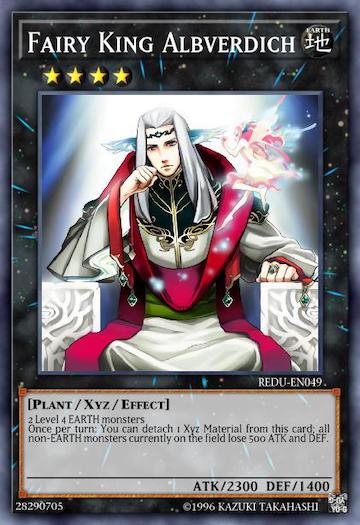 FAIRY KING ALBVERDICH
EARTH
地
REDU-EN049
[PLANT/XYZ/EFFECT]
2 Level 4 EARTH monsters
Once per turn: You can detach 1 Xyz Material from this card; all
non-EARTH monsters currently on the field lose 500 ATK and DEF.
ATK/2300 DEF/1400
28290705
©1996 KAZUKI TAKAHASHI